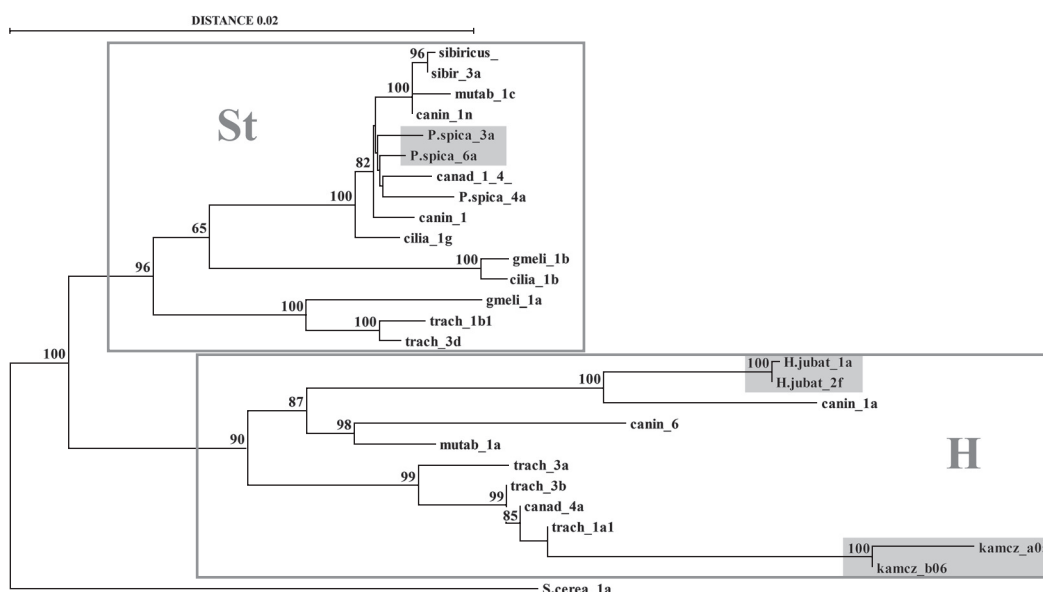 DISTANCE 0.02
96 sibiricus_
sibir_3a
100 mutab_1c
canin_1n
St
P.spica_3a
P.spica_6a
82 canad_1_4_
100 P.spica_4a
canin_1
65 cilia_1g
100 gmeli_1b
96 cilia_1b
gmeli_1a
100 trach_1b1
100 trach_3d
100 100 H.jubat_1a
100 H.jubat_2f
87 canin_1a
98 canin_6
90 mutab_1a
H
99 trach_3a
99 trach_3b
canad_4a
85 trach_1a1
100 kamcz_a0
kamcz_b06
S.cerea_1a